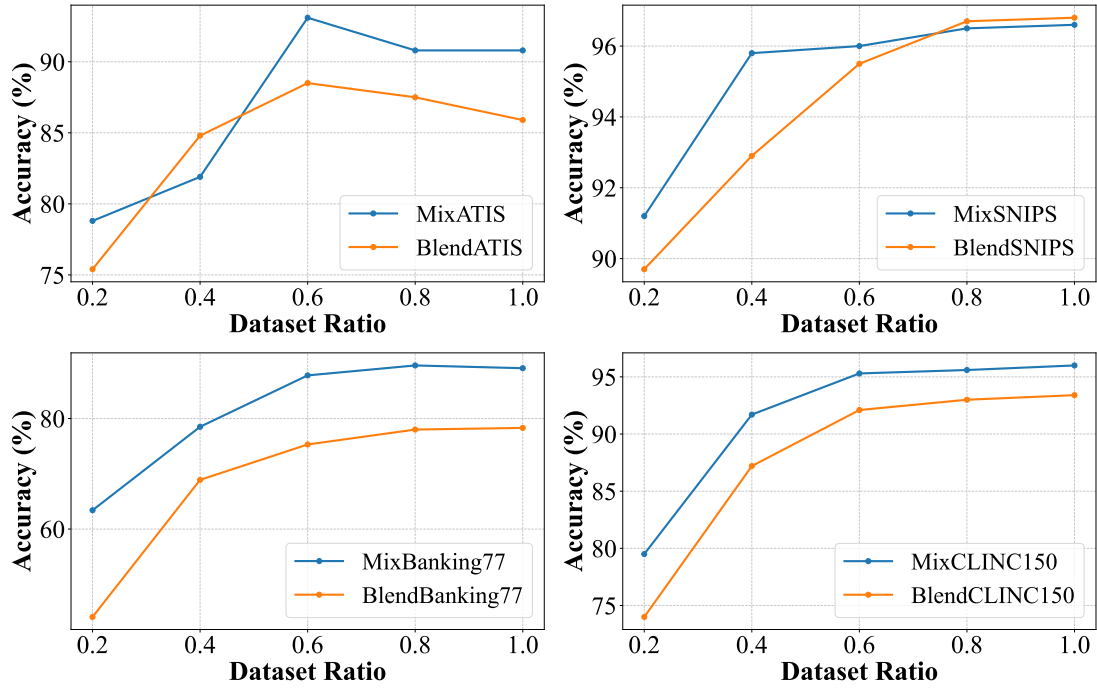 Accuracy (%)
90
85
80
75
MixATIS
BlendATIS
0.2 0.4 0.6 0.8 1.0
Dataset Ratio
Accuracy (%)
96
94
92
90
MixSNIPS
BlendSNIPS
0.2 0.4 0.6 0.8 1.0
Dataset Ratio
Accuracy (%)
80
60
MixBanking77
BlendBanking77
0.2 0.4 0.6 0.8 1.0
Dataset Ratio
Accuracy (%)
95
90
85
80
75
MixCLINC150
BlendCLINC150
0.2 0.4 0.6 0.8 1.0
Dataset Ratio